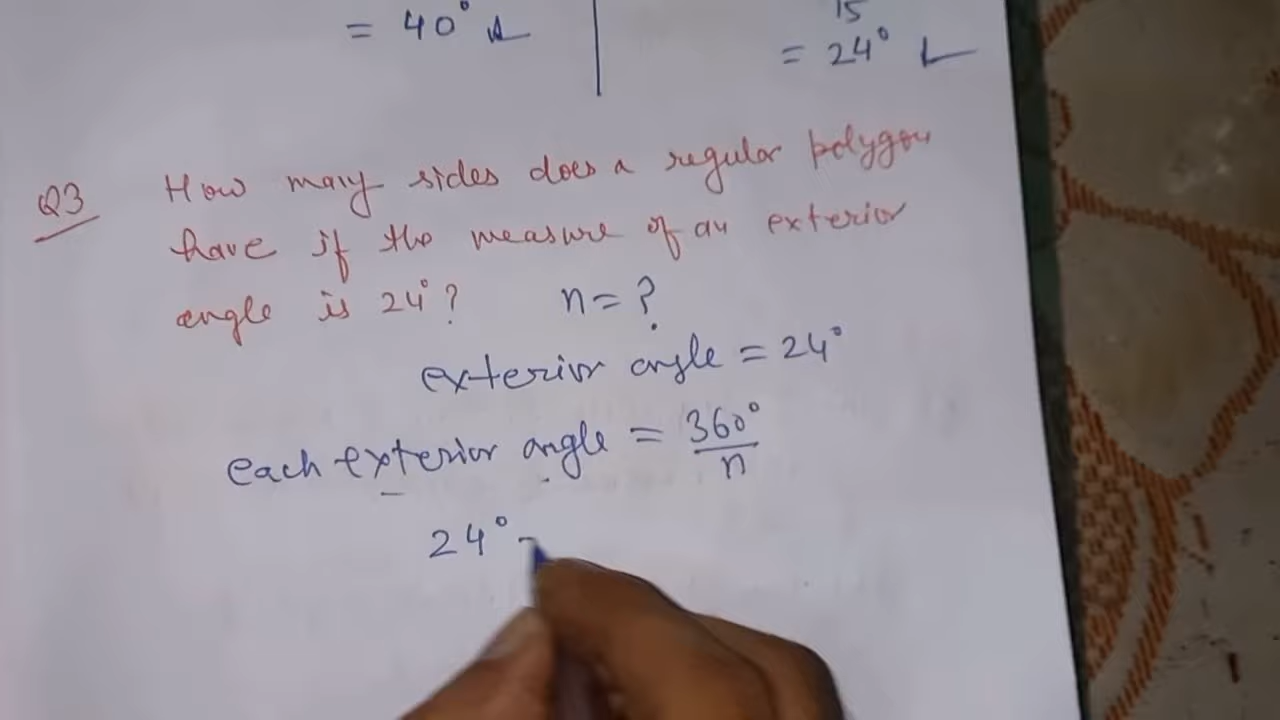 = 40°
15
= 24°
Q3 How many sides does a regular polygon
have if the measure of an exterior
angle is 24°? n = ?
exterior angle = 24°
each exterior angle = 360°
n
24° -